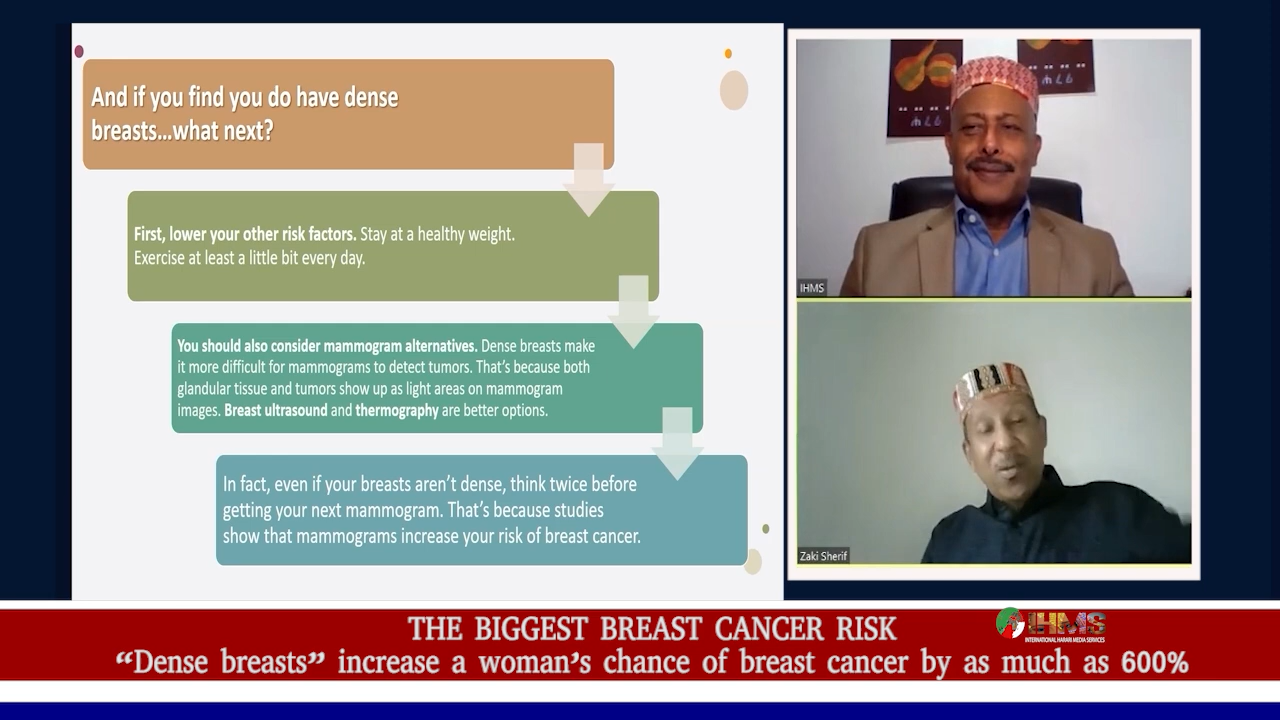 And if you find you do have dense
breasts...what next?
First, lower your other risk factors. Stay at a healthy weight.
Exercise at least a little bit every day.
You should also consider mammogram alternatives. Dense breasts make
it more difficult for mammograms to detect tumors. That’s because both
glandular tissue and tumors show up as light areas on mammogram
images. Breast ultrasound and thermography are better options.
In fact, even if your breasts aren’t dense, think twice before
getting your next mammogram. That’s because studies
show that mammograms increase your risk of breast cancer.
ሐረሪ
ሐረሪ
IHMS
Zaki Sherif
THE BIGGEST BREAST CANCER RISK
IHMS
INTERNATIONAL HARARI MEDIA SERVICES
“Dense breasts” increase a woman’s chance of breast cancer by as much as 600%